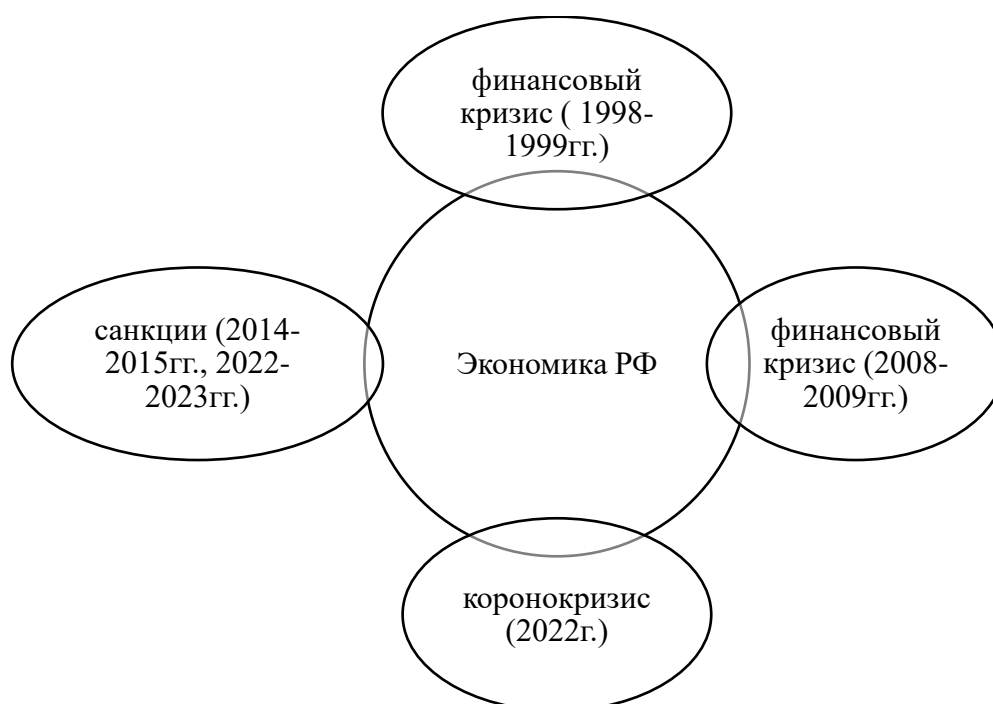 финансовый
кризис ( 1998-
1999гг.)
санкции (2014-
2015гг., 2022-
2023гг.)
Экономика РФ
финансовый
кризис (2008-
2009гг.)
коронокризис
(2022г.)